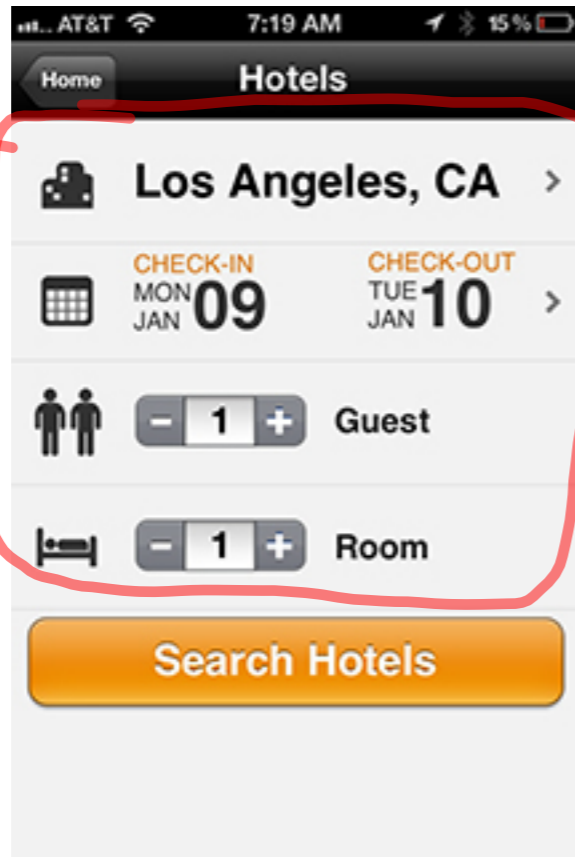 AT&T 7:19 AM 15%
Home Hotels
Los Angeles, CA
CHECK-IN CHECK-OUT
MON 09 TUE 10
JAN JAN
- 1 + Guest
- 1 + Room
Search Hotels